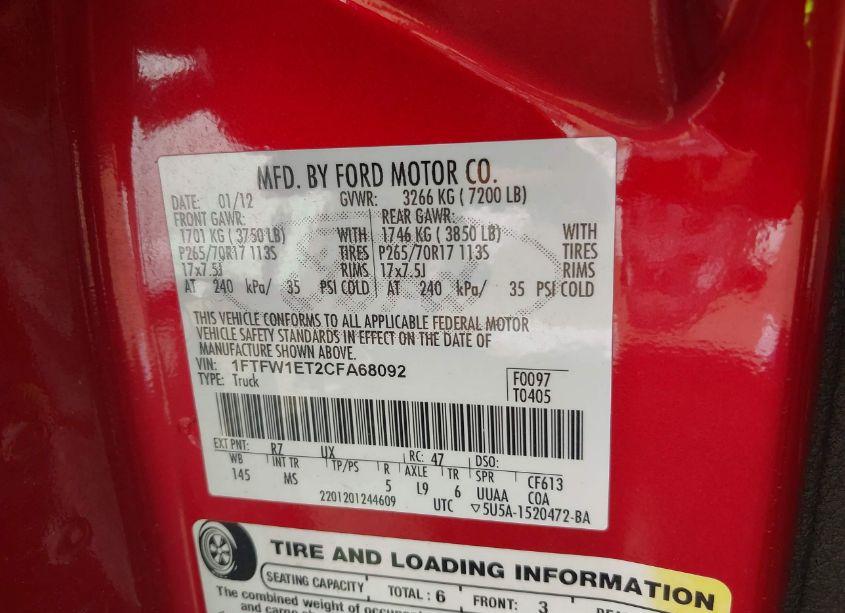 MFD. BY FORD MOTOR CO.
DATE: 01/12 GVWR: 3266 KG ( 7200 LB)
FRONT GAWR: REAR GAWR:
1701 KG ( 3750 LB) WITH 1746 KG ( 3850 LB) WITH
P265/70R17 113S TIRES P265/70R17 113S TIRES
17x7.5J RIMS 17x7.5J RIMS
AT 240 kPa/ 35 PSI COLD AT 240 kPa/ 35 PSI COLD
THIS VEHICLE CONFORMS TO ALL APPLICABLE FEDERAL MOTOR
VEHICLE SAFETY STANDARDS IN EFFECT ON THE DATE OF
MANUFACTURE SHOWN ABOVE.
VIN: 1FTFW1ET2CFA68092 F0097
TYPE: Truck T0405
EXT PNT: RZ UX RC: 47 DSO:
WB INT TR TP/PS R AXLE TR SPR CF613
145 MS 5 L9 6 UUAA COA
2201201244609 UTC ▽5U5A-1520472-BA
TIRE AND LOADING INFORMATION
SEATING CAPACITY TOTAL : 6 FRONT: 3
The combined weight of